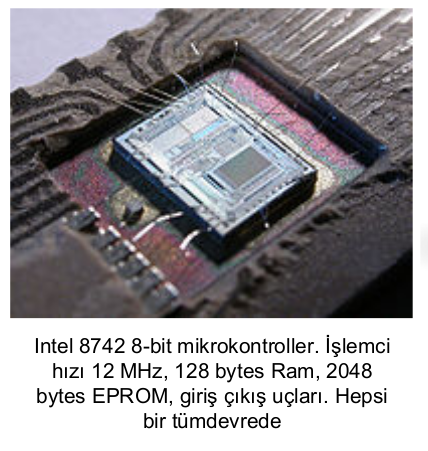 Intel 8742 8-bit mikrokontroller. İşlemci
hızı 12 MHz, 128 bytes Ram, 2048
bytes EPROM, giriş çıkış uçları. Hepsi
bir tümdevrede